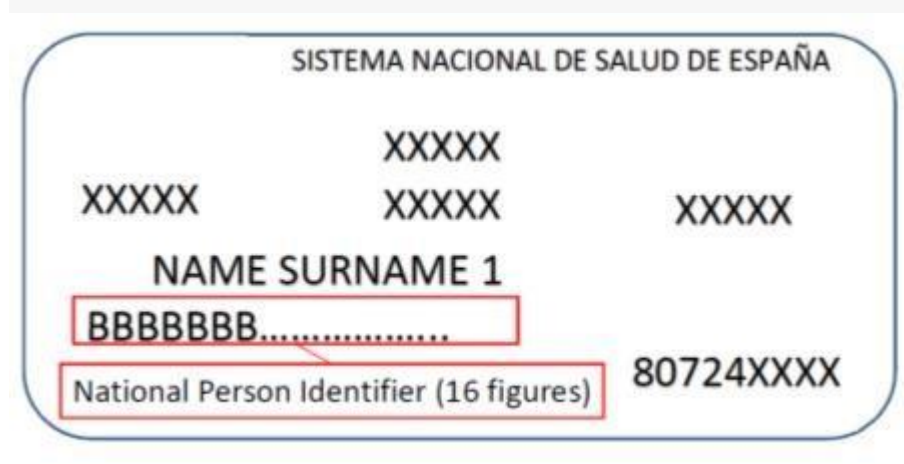 SISTEMA NACIONAL DE SALUD DE ESPAÑA
XXXXX
XXXXX XXXXX XXXXX
NAME SURNAME 1
BBBBBBB....................
National Person Identifier (16 figures)
80724XXXX